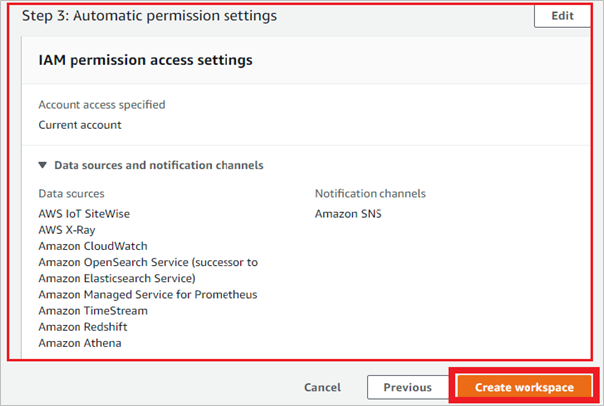 Step 3: Automatic permission settings
Edit
IAM permission access settings
Account access specified
Current account
Data sources and notification channels
Data sources
AWS IoT SiteWise
AWS X-Ray
Amazon CloudWatch
Amazon OpenSearch Service (successor to
Amazon Elasticsearch Service)
Amazon Managed Service for Prometheus
Amazon TimeStream
Amazon Redshift
Amazon Athena
Notification channels
Amazon SNS
Cancel
Previous
Create workspace